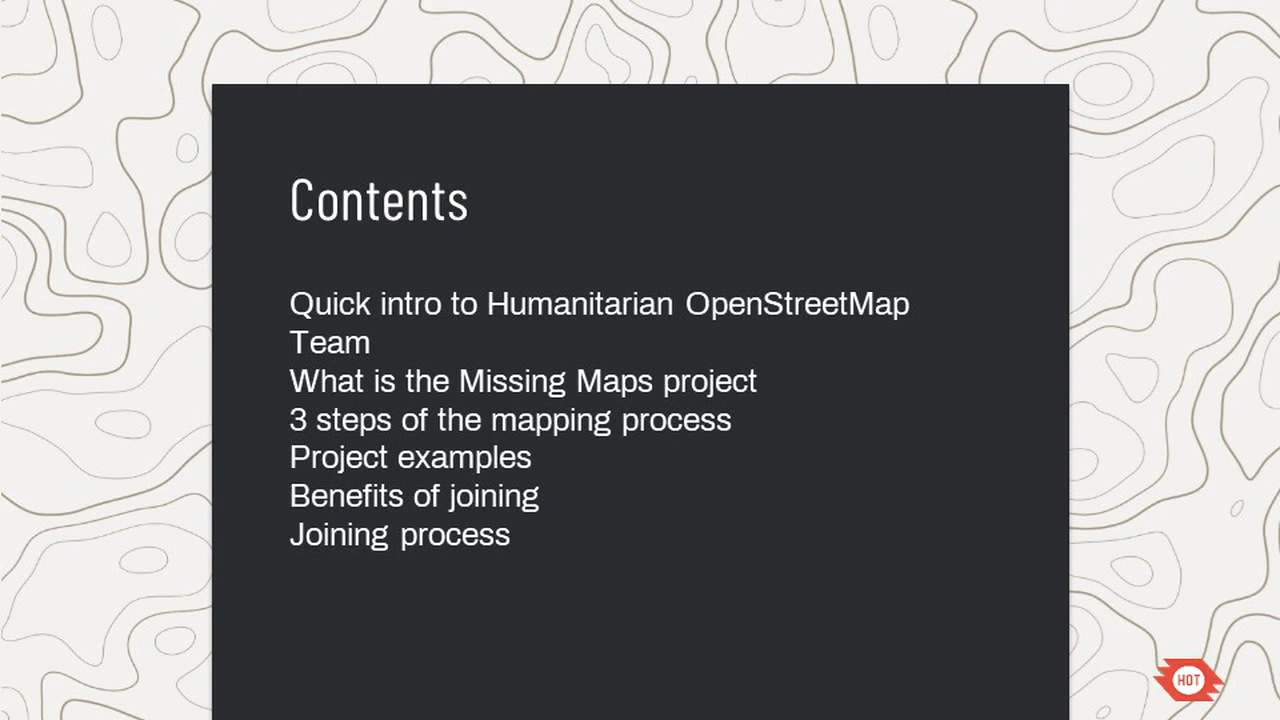 Contents
Quick intro to Humanitarian OpenStreetMap
Team
What is the Missing Maps project
3 steps of the mapping process
Project examples
Benefits of joining
Joining process
HOT